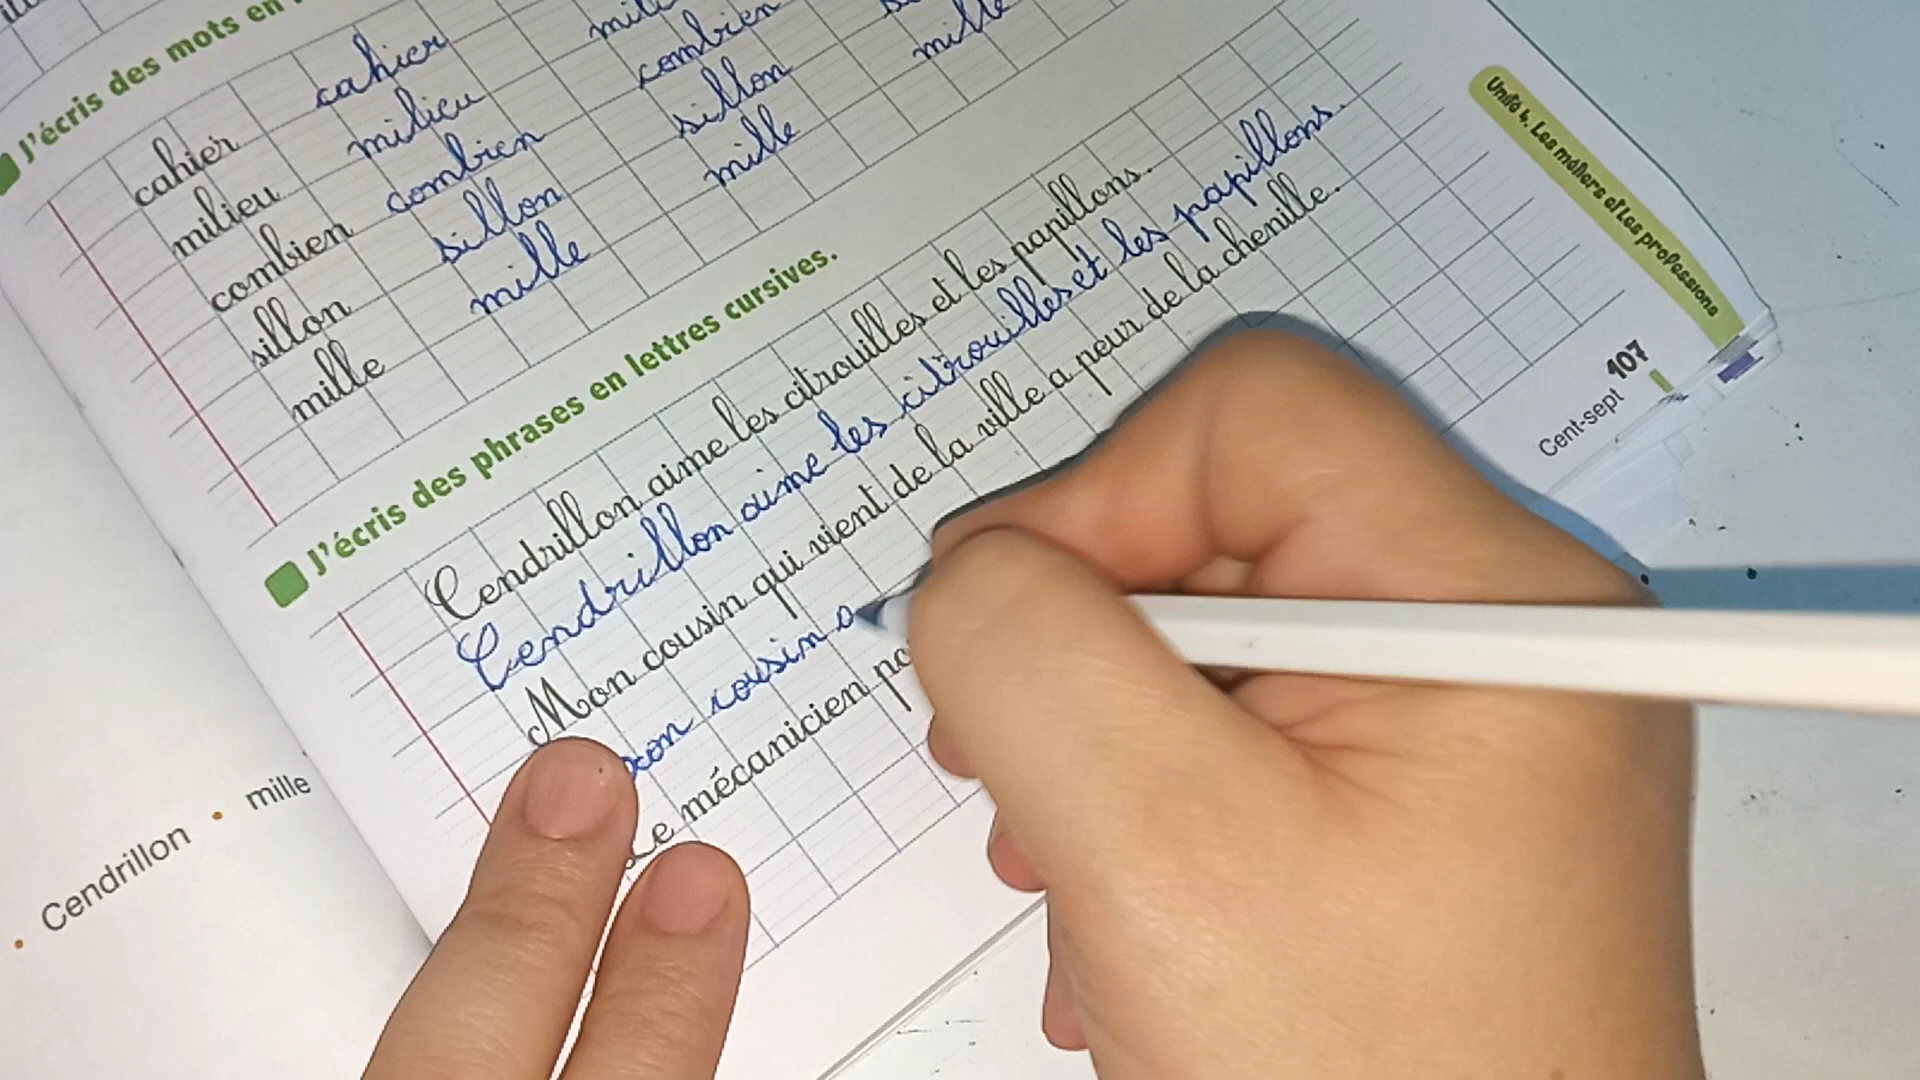 J'écris des mots en
cahier cahier
milieu milieu
combien combien combien
sillon sillon sillon
mille mille mille mille
J'écris des phrases en lettres cursives.
Cendrillon aime les citrouilles et les papillons.
Cendrillon aime les citrouilles et les papillons.
Mon cousin qui vient de la ville a peur de la chenille.
on cousin
Le mécanicien
Cent-sept 107
Unité 4. Les métiers et les professions
• Cendrillon • mille